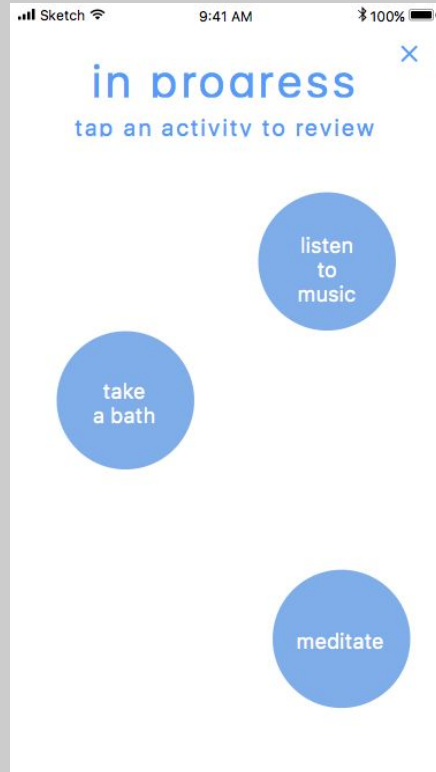 Sketch 9:41 AM 100%
in progress
tap an activity to review
listen
to
music
take
a bath
meditate